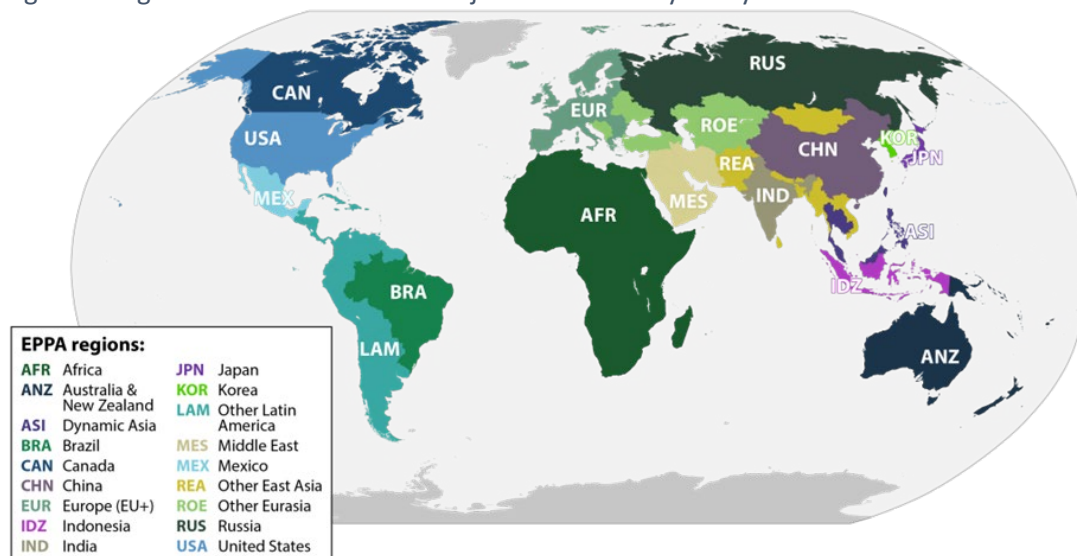 RUS
CAN
EUR
USA
ROE
KOR
CHN
JPN
REA
MEX
MES
IND
AFR
ASI
IDZ
BRA
LAM
ANZ
EPPA regions:
AFR Africa
ANZ Australia &
New Zealand
ASI Dynamic Asia
BRA Brazil
CAN Canada
CHN China
EUR Europe (EU+)
IDZ Indonesia
IND India
JPN Japan
KOR Korea
LAM Other Latin
America
MES Middle East
MEX Mexico
REA Other East Asia
ROE Other Eurasia
RUS Russia
USA United States